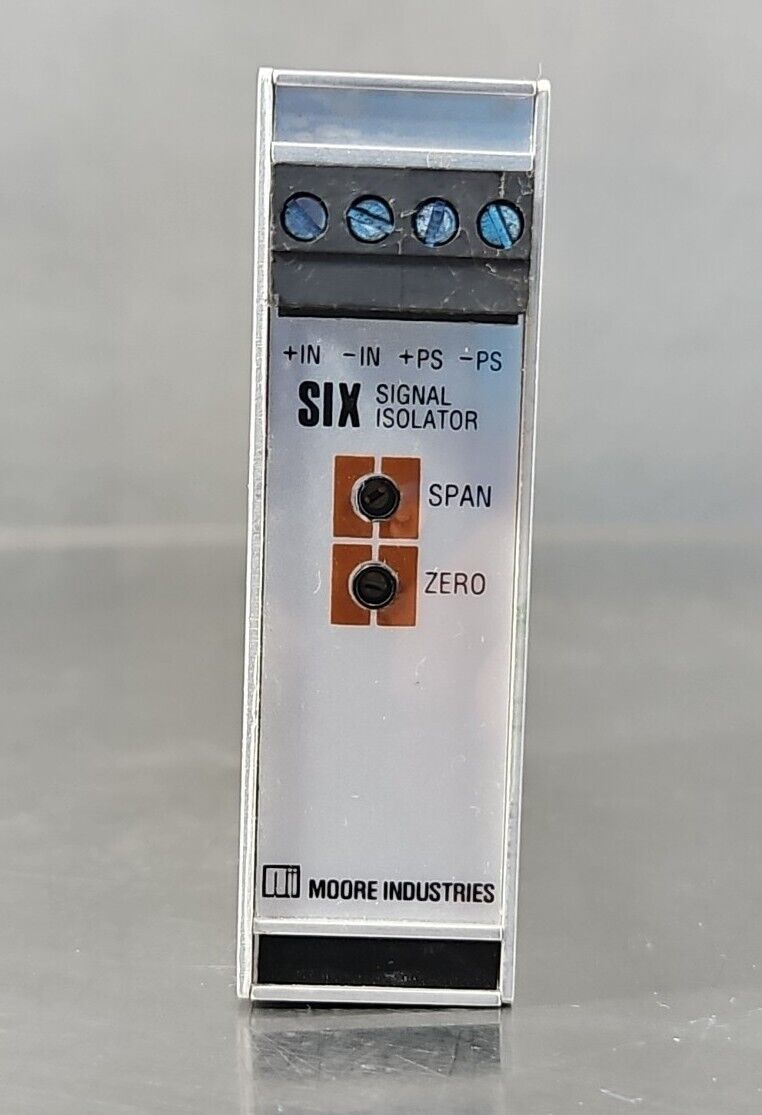 +IN -IN +PS -PS
SIX SIGNAL ISOLATOR
SPAN
ZERO
MOORE INDUSTRIES